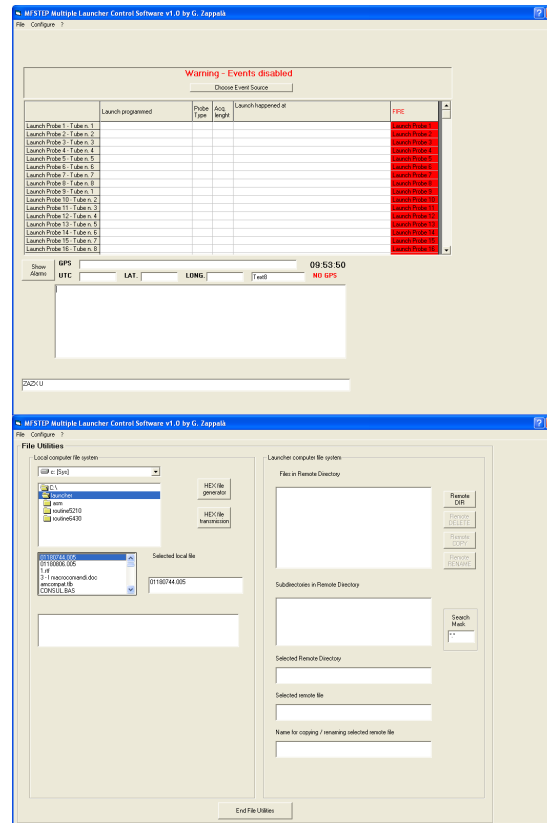 MFSTEP Multiple Launcher Control Software v1.0 by G. Zappalà
File Configure ?
Warning - Events disabled
Choose Event Source
Launch programmed Probe Type Acq. lenght Launch happened at FIRE
Launch Probe 1 - Tube n. 1 Launch Probe 1
Launch Probe 2 - Tube n. 2 Launch Probe 2
Launch Probe 3 - Tube n. 3 Launch Probe 3
Launch Probe 4 - Tube n. 4 Launch Probe 4
Launch Probe 5 - Tube n. 5 Launch Probe 5
Launch Probe 6 - Tube n. 6 Launch Probe 6
Launch Probe 7 - Tube n. 7 Launch Probe 7
Launch Probe 8 - Tube n. 8 Launch Probe 8
Launch Probe 9 - Tube n. 1 Launch Probe 9
Launch Probe 10 - Tube n. 2 Launch Probe 10
Launch Probe 11 - Tube n. 3 Launch Probe 11
Launch Probe 12 - Tube n. 4 Launch Probe 12
Launch Probe 13 - Tube n. 5 Launch Probe 13
Launch Probe 14 - Tube n. 6 Launch Probe 14
Launch Probe 15 - Tube n. 7 Launch Probe 15
Launch Probe 16 - Tube n. 8 Launch Probe 16
Show Alarms
GPS 09:53:50
UTC LAT. LONG. Text8 NO GPS
ZAZX U
MFSTEP Multiple Launcher Control Software v1.0 by G. Zappalà
File Configure ?
File Utilities
Local computer file system
c: [Sys]
C:\
launcher
asm
routine5210
routine6430
HEX file
generator
HEX file
transmission
01180744.005
01180806.005
1.rtf
3 - I macrocomandi.doc
amcompat.tlb
CONSUL.BAS
Selected local file
01180744.005
Launcher computer file system
Files in Remote Directory
Remote
DIR
Remote
DELETE
Remote
COPY
Remote
RENAME
Subdirectories in Remote Directory
Search
Mask
*.*
Selected Remote Directory
Selected remote file
Name for copying / renaming selected remote file
End File Utilities